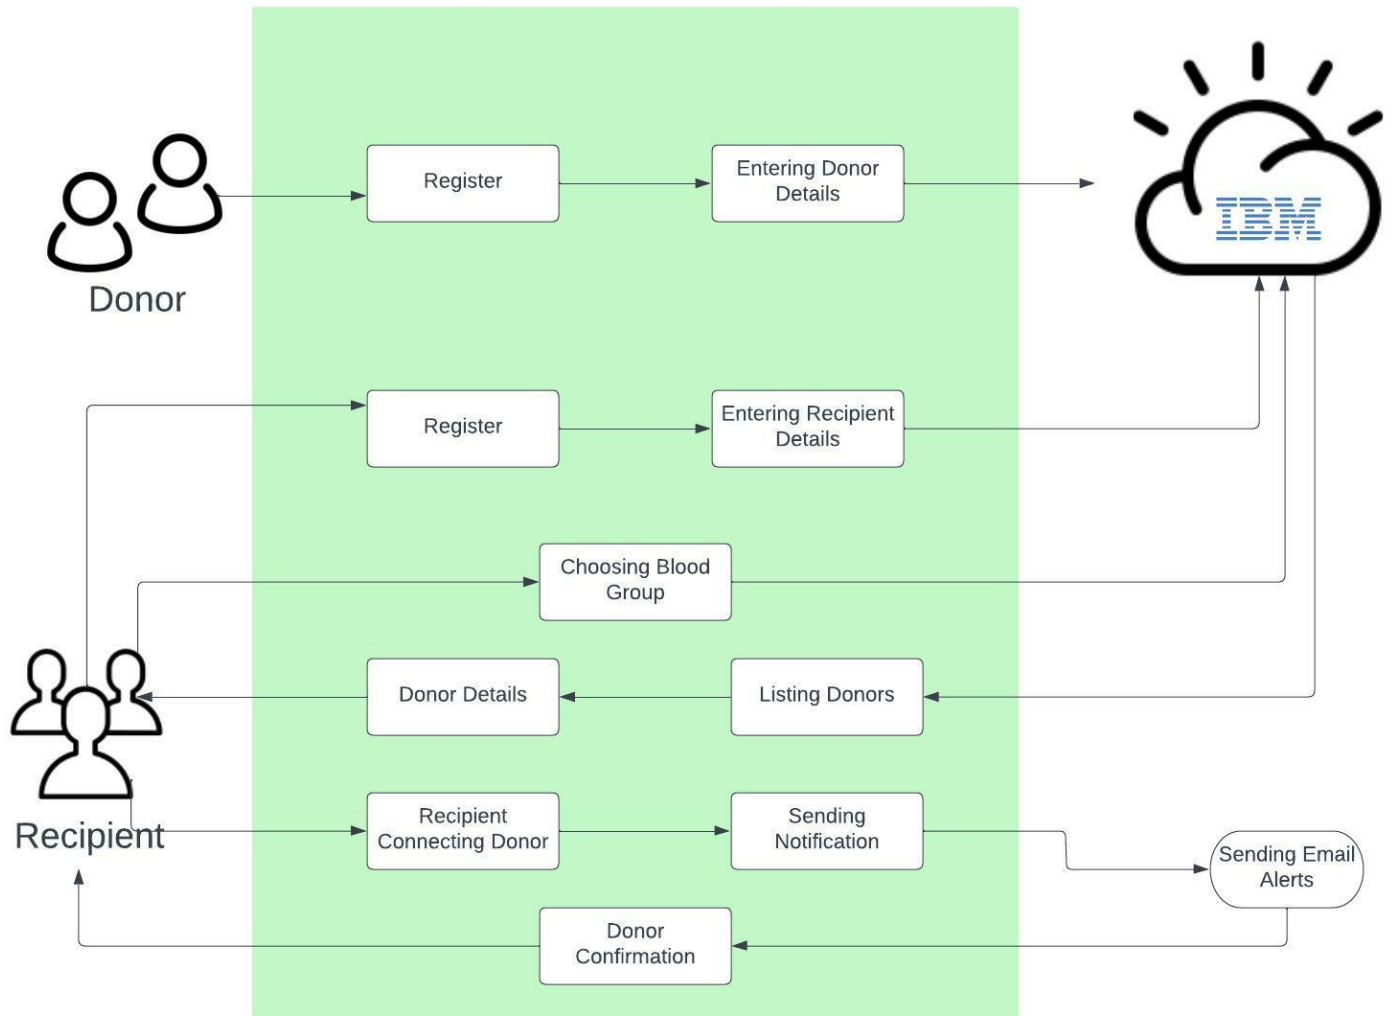 Register
Entering Donor
Details
IBM
Donor
Register
Entering Recipient
Details
Choosing Blood
Group
Donor Details
Listing Donors
Recipient
Recipient
Connecting Donor
Sending
Notification
Sending Email
Alerts
Donor
Confirmation